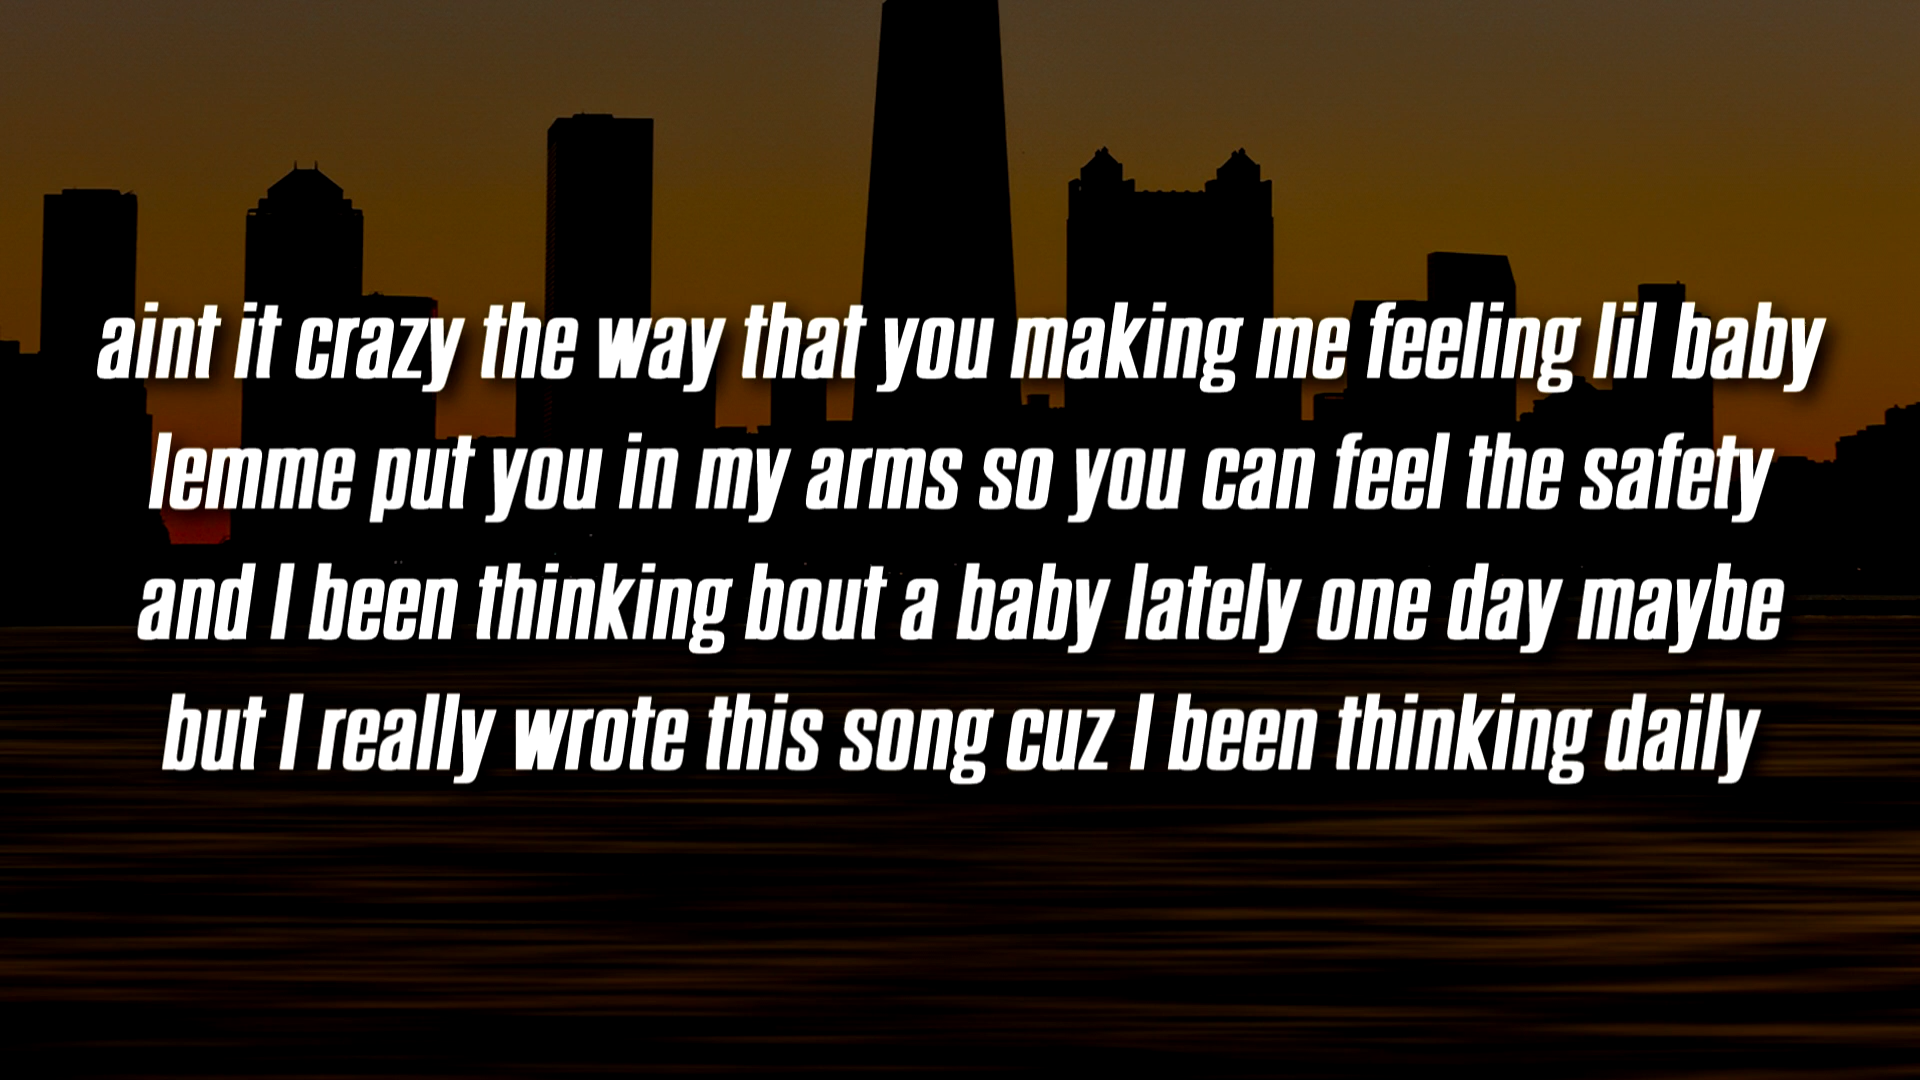 aint it crazy the way that you making me feeling lil baby
lemme put you in my arms so you can feel the safety
and I been thinking bout a baby lately one day maybe
but I really wrote this song cuz I been thinking daily